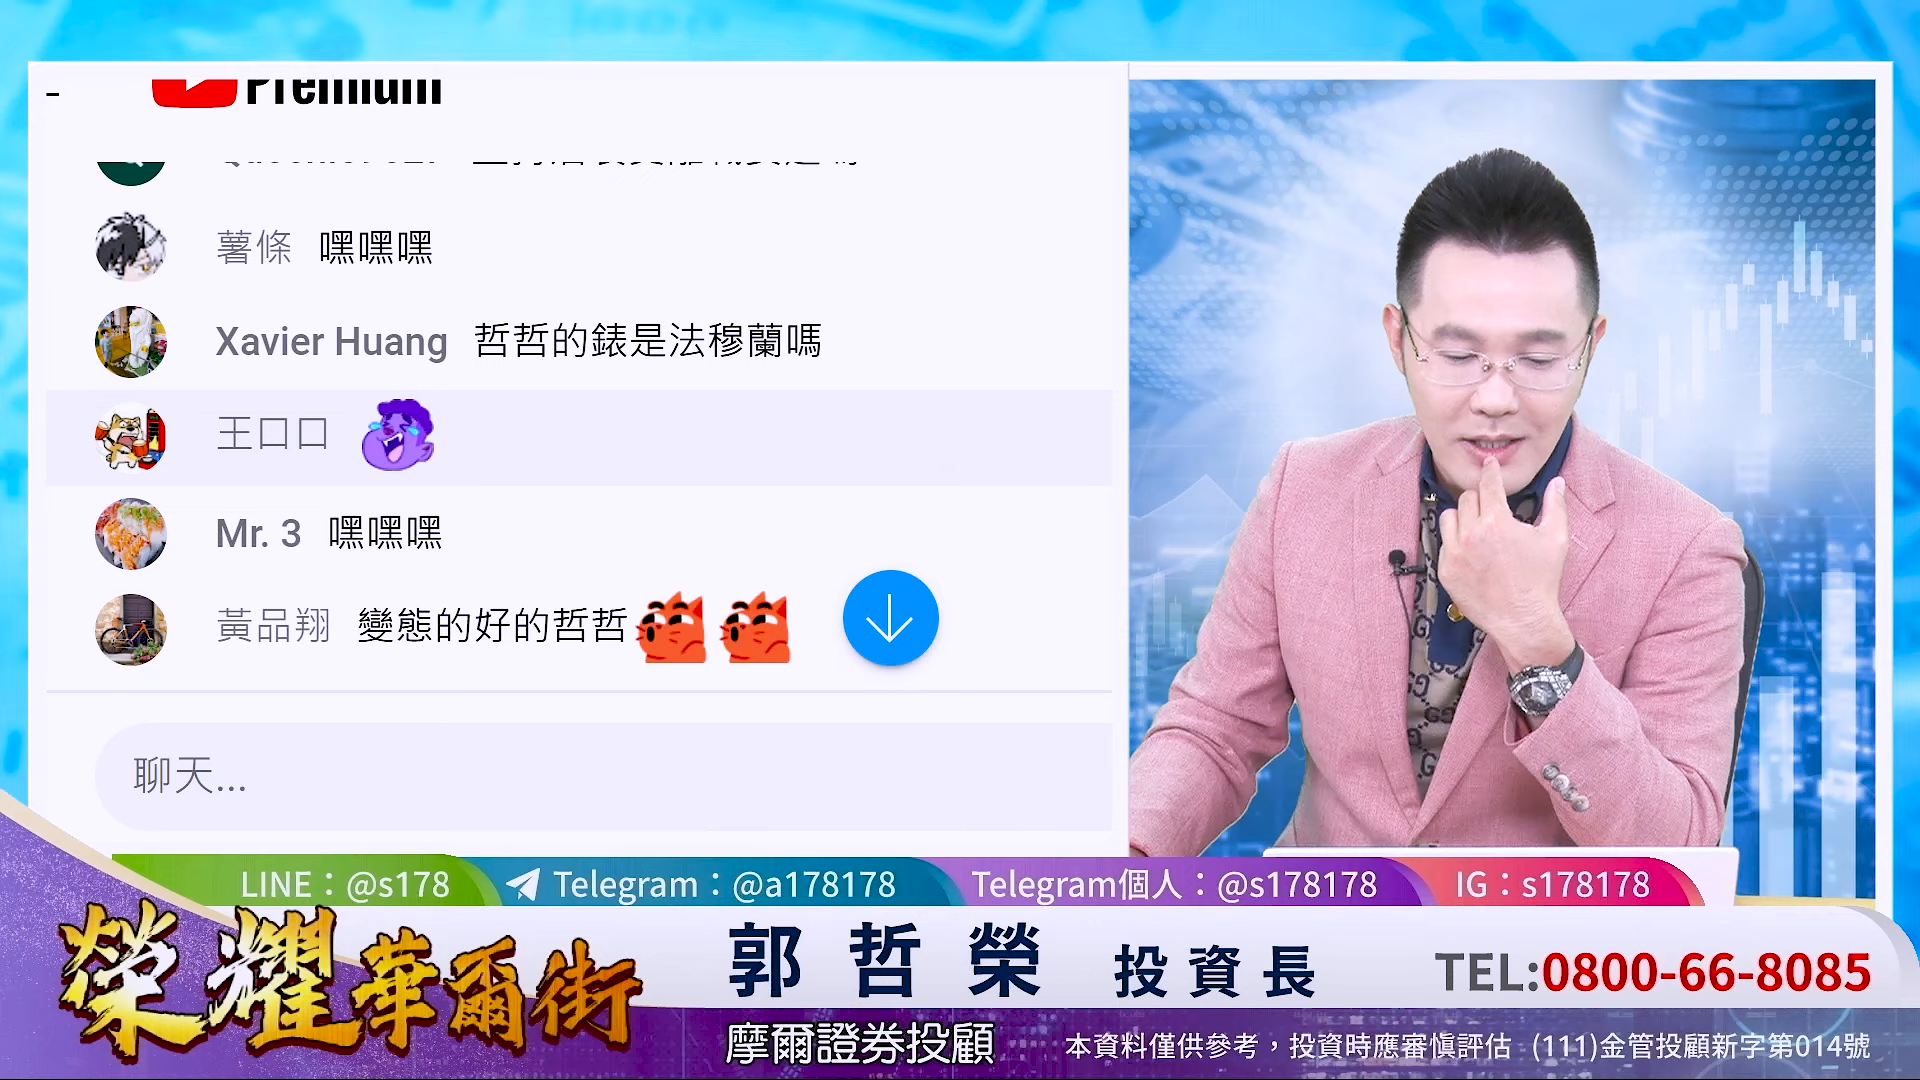 Premium
薯條 嘿嘿嘿
Xavier Huang 哲哲的錶是法穆蘭嗎
王口口
Mr. 3 嘿嘿嘿
黃品翔 變態的好的哲哲
聊天...
LINE：@s178
Telegram：@a178178
Telegram個人：@s178178
IG：s178178
榮耀華爾街
郭哲榮 投資長
TEL:0800-66-8085
摩爾證券投顧
本資料僅供參考，投資時應審慎評估 (111)金管投顧新字第014號